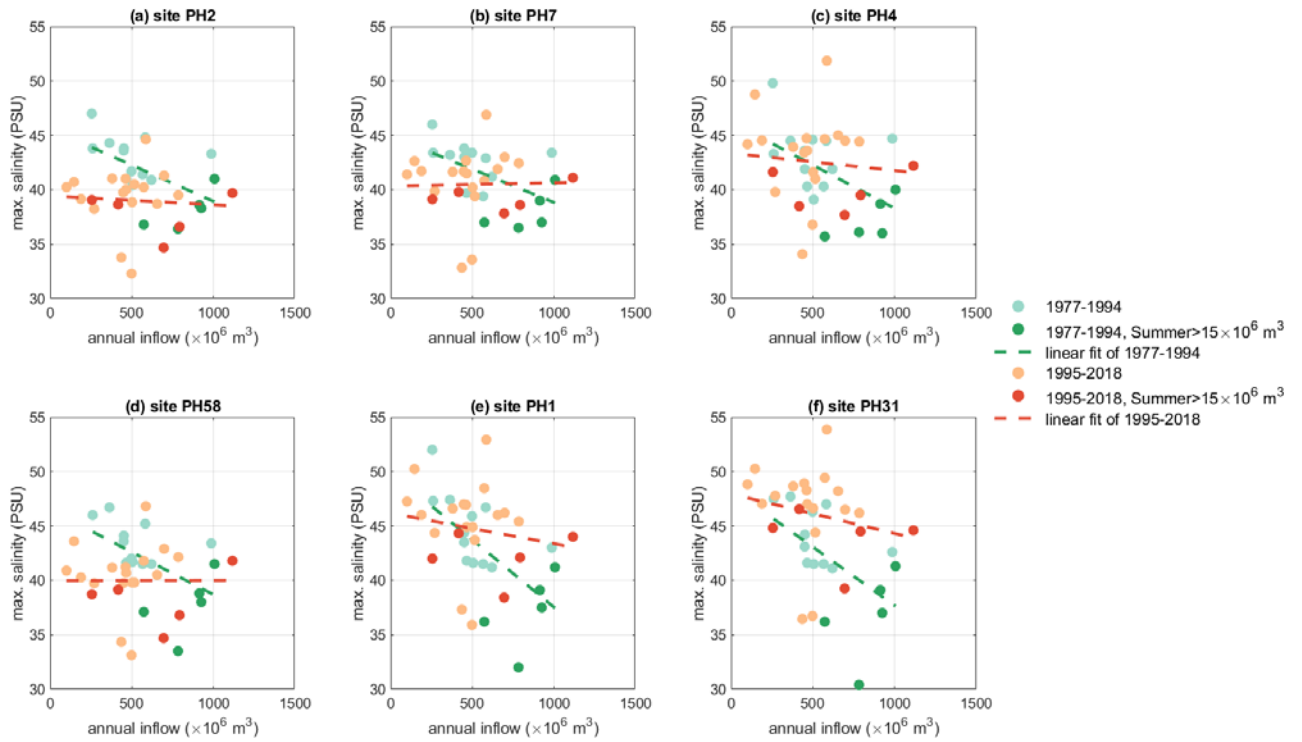 (a) site PH2
55
50
45
40
35
30
max. salinity (PSU)
0 500 1000 1500
annual inflow (×10⁶ m³)
(b) site PH7
55
50
45
40
35
30
max. salinity (PSU)
0 500 1000 1500
annual inflow (×10⁶ m³)
(c) site PH4
55
50
45
40
35
30
max. salinity (PSU)
0 500 1000 1500
annual inflow (×10⁶ m³)
1977-1994
1977-1994, Summer>15×10⁶ m³
linear fit of 1977-1994
1995-2018
1995-2018, Summer>15×10⁶ m³
linear fit of 1995-2018
(d) site PH58
55
50
45
40
35
30
max. salinity (PSU)
0 500 1000 1500
annual inflow (×10⁶ m³)
(e) site PH1
55
50
45
40
35
30
max. salinity (PSU)
0 500 1000 1500
annual inflow (×10⁶ m³)
(f) site PH31
55
50
45
40
35
30
max. salinity (PSU)
0 500 1000 1500
annual inflow (×10⁶ m³)